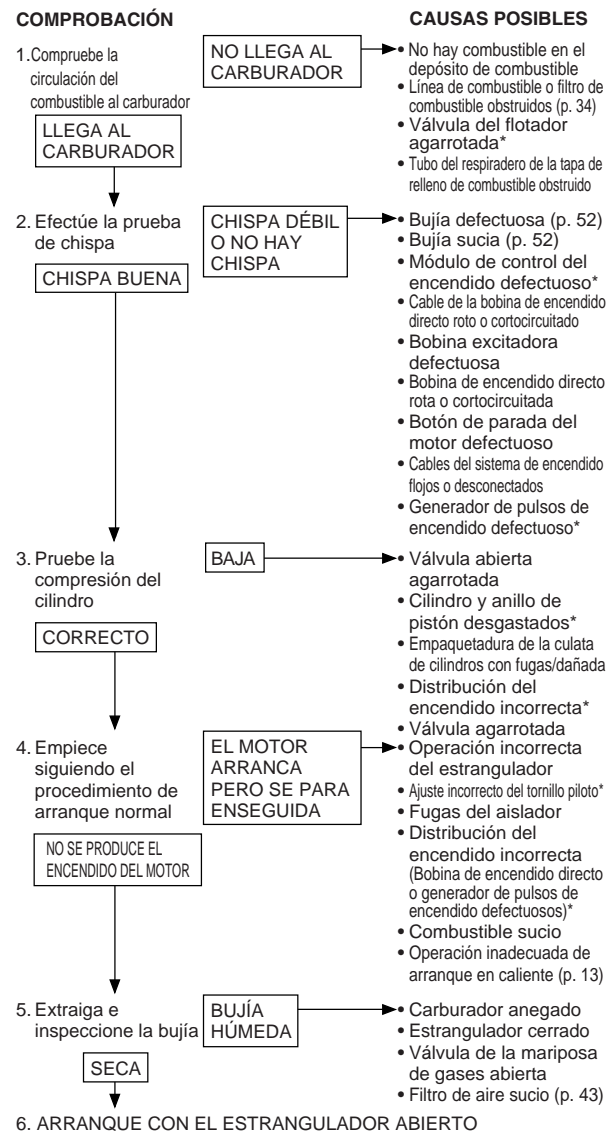 COMPROBACIÓN
CAUSAS POSIBLES
1.Compruebe la
circulación del
combustible al carburador
LLEGA AL
CARBURADOR
NO LLEGA AL
CARBURADOR
• No hay combustible en el
depósito de combustible
• Línea de combustible o filtro de
combustible obstruidos (p. 34)
• Válvula del flotador
agarrotada*
• Tubo del respiradero de la tapa de
relleno de combustible obstruido
2. Efectúe la prueba
de chispa
CHISPA BUENA
CHISPA DÉBIL
O NO HAY
CHISPA
• Bujía defectuosa (p. 52)
• Bujía sucia (p. 52)
• Módulo de control del
encendido defectuoso*
• Cable de la bobina de encendido
directo roto o cortocircuitado
• Bobina excitadora
defectuosa
• Bobina de encendido directo
rota o cortocircuitada
• Botón de parada del
motor defectuoso
• Cables del sistema de encendido
flojos o desconectados
• Generador de pulsos de
encendido defectuoso*
3. Pruebe la
compresión del
cilindro
CORRECTO
BAJA
• Válvula abierta
agarrotada
• Cilindro y anillo de
pistón desgastados*
• Empaquetadura de la culata
de cilindros con fugas/dañada
• Distribución del
encendido incorrecta*
• Válvula agarrotada
4. Empiece
siguiendo el
procedimiento de
arranque normal
NO SE PRODUCE EL
ENCENDIDO DEL MOTOR
EL MOTOR
ARRANCA
PERO SE PARA
ENSEGUIDA
• Operación incorrecta
del estrangulador
• Ajuste incorrecto del tornillo piloto*
• Fugas del aislador
• Distribución del
encendido incorrecta
(Bobina de encendido directo
o generador de pulsos de
encendido defectuosos)*
• Combustible sucio
• Operación inadecuada de
arranque en caliente (p. 13)
5. Extraiga e
inspeccione la bujía
SECA
BUJÍA
HÚMEDA
• Carburador anegado
• Estrangulador cerrado
• Válvula de la mariposa
de gases abierta
• Filtro de aire sucio (p. 43)
6. ARRANQUE CON EL ESTRANGULADOR ABIERTO